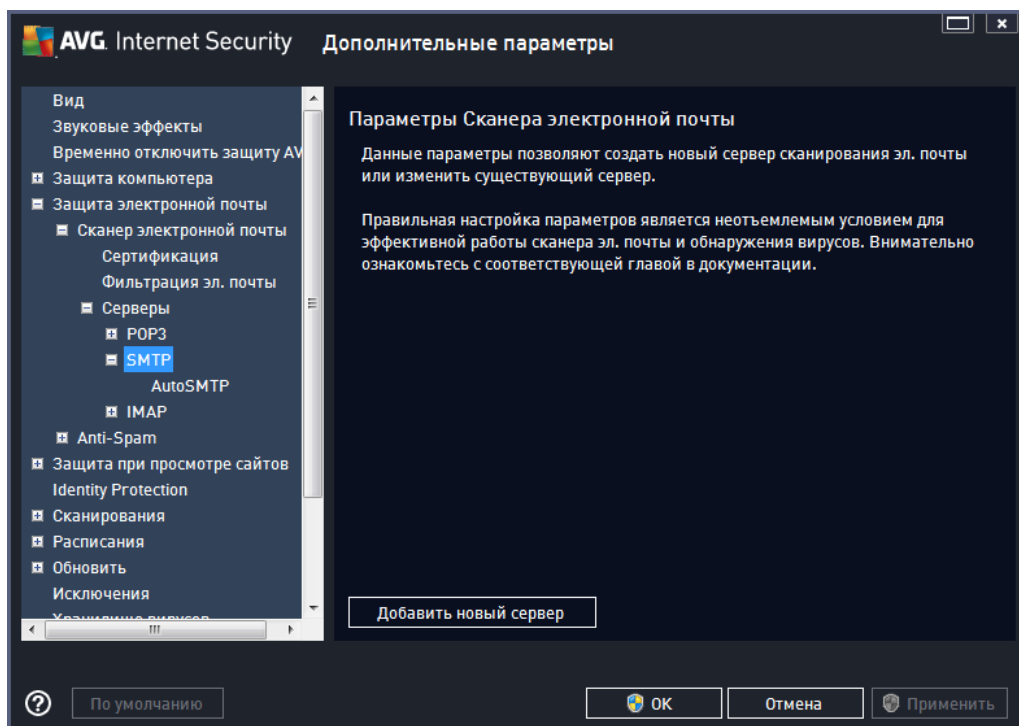 AVG. Internet Security Дополнительные параметры
Вид
Звуковые эффекты
Временно отключить защиту AV
Защита компьютера
Защита электронной почты
Сканер электронной почты
Сертификация
Фильтрация эл. почты
Серверы
POP3
SMTP
AutoSMTP
IMAP
Anti-Spam
Защита при просмотре сайтов
Identity Protection
Сканирования
Расписания
Обновить
Исключения
Хранилище вирусов
Параметры Сканера электронной почты
Данные параметры позволяют создать новый сервер сканирования эл. почты
или изменить существующий сервер.
Правильная настройка параметров является неотъемлемым условием для
эффективной работы сканера эл. почты и обнаружения вирусов. Внимательно
ознакомьтесь с соответствующей главой в документации.
Добавить новый сервер
По умолчанию
ОК
Отмена
Применить